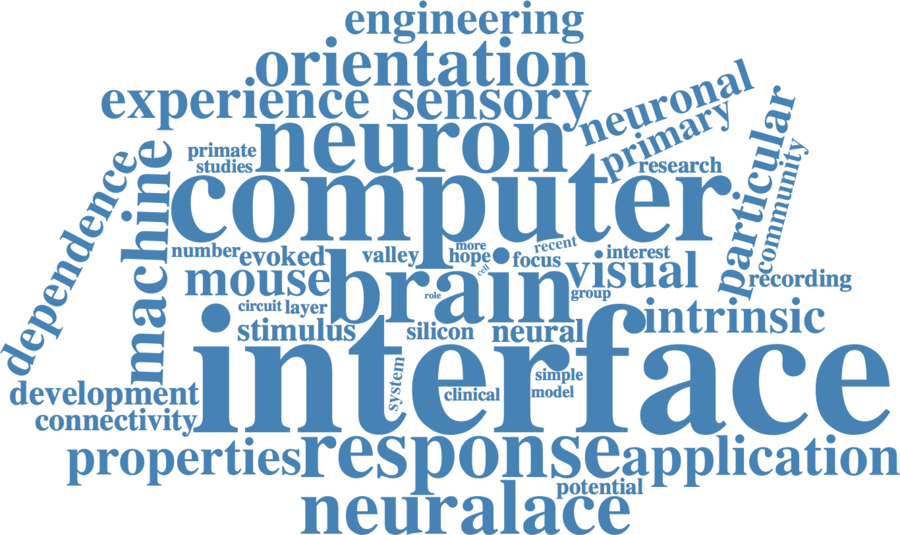 engineering
orientation
experience sensory
neuronal
neuron
primary
particular
primate
studies
research
community
dependence
machine
computer
number
evoked
valley
more
hope
recent
focus
interest
mouse
brain
cell
visual
recording
role
group
circuit
layer
intrinsic
stimulus
silicon
neural
interface
system
simple
development
clinical
model
connectivity
properties
response
application
potential
neuralace